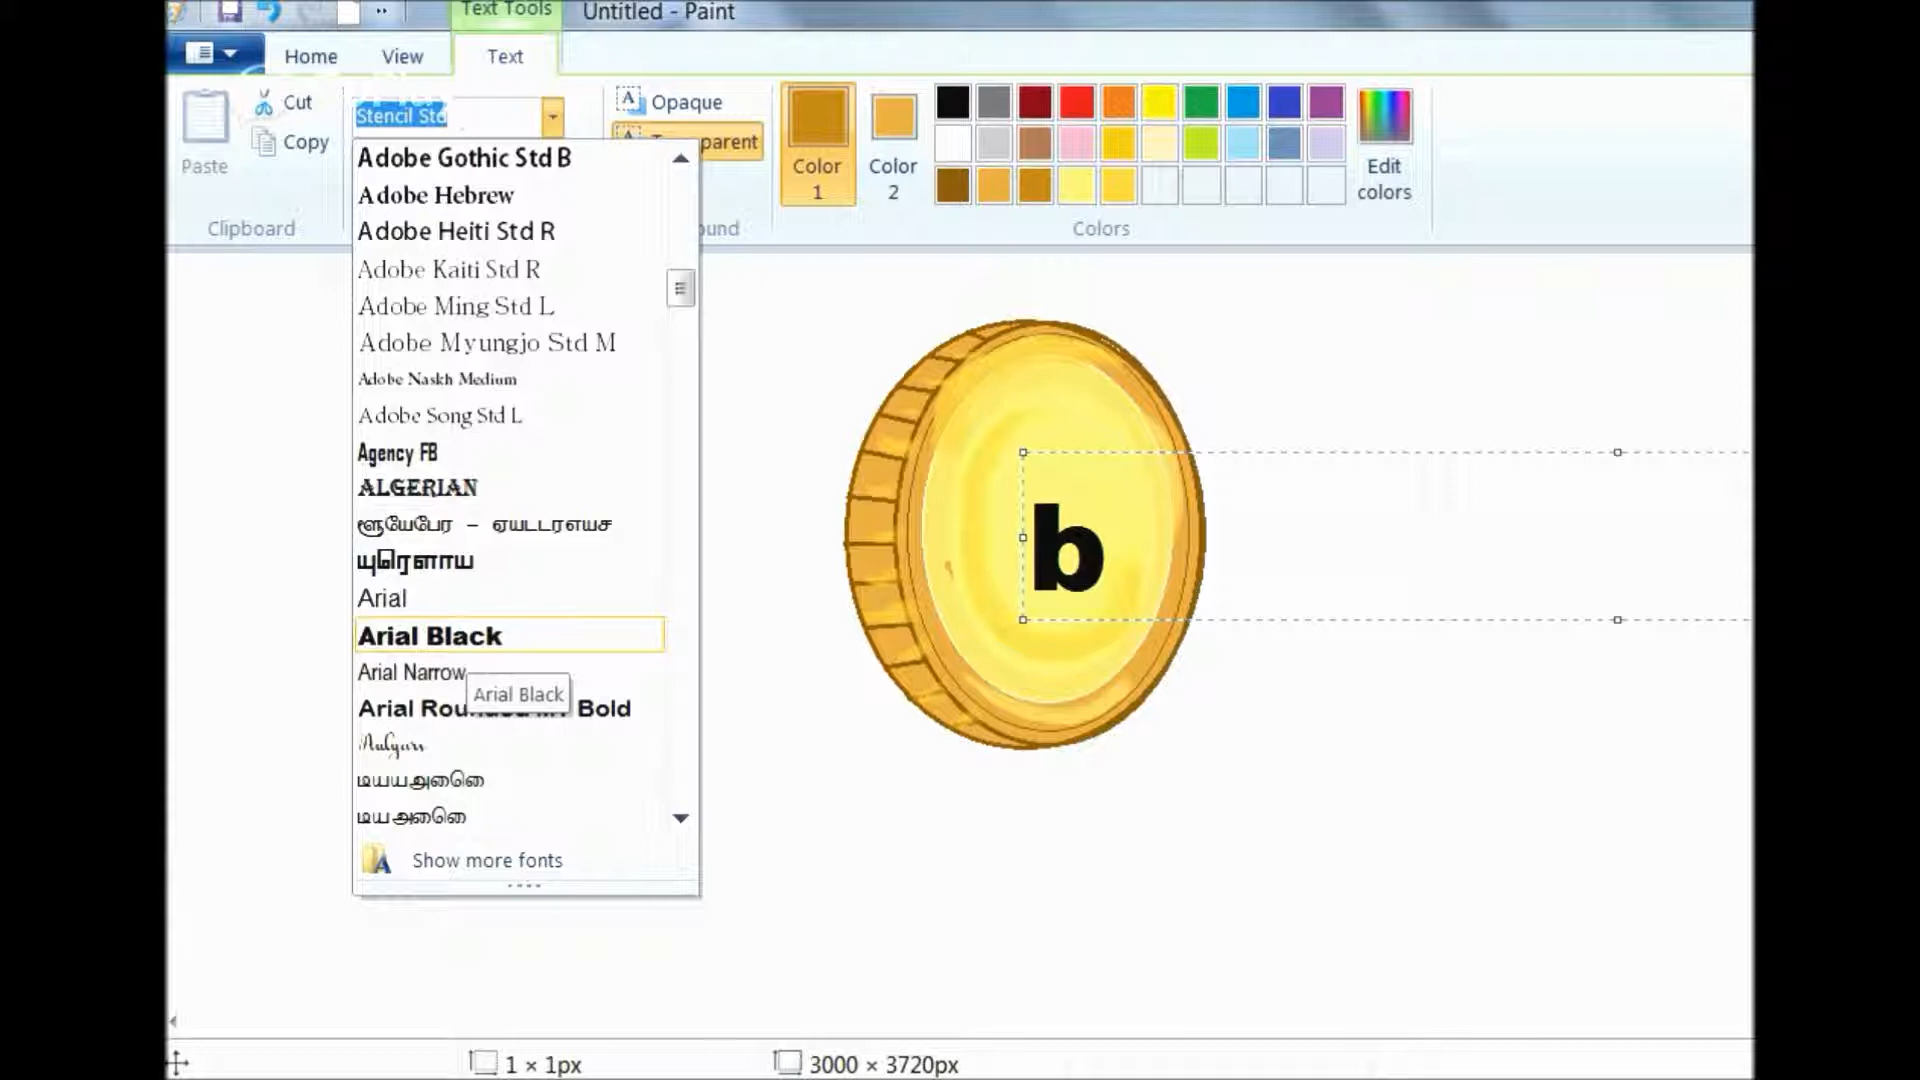 Text Tools
Untitled - Paint
Home
View
Text
Cut
Copy
Paste
Clipboard
Stencil Std
Opaque
parent
Color
1
Color
2
Edit
colors
Colors
Adobe Gothic Std B
Adobe Hebrew
Adobe Heiti Std R
Adobe Kaiti Std R
Adobe Ming Std L
Adobe Myungjo Std M
Adobe Naskh Medium
Adobe Song Std L
Agency FB
ALGERIAN
ளூயேபேர – ஏயடடரஎயச
யுரெளாய
Arial
Arial Black
Arial Narrow
Arial Black
Arial Rounded MT Bold
Show more fonts
b
1 × 1px
3000 × 3720px